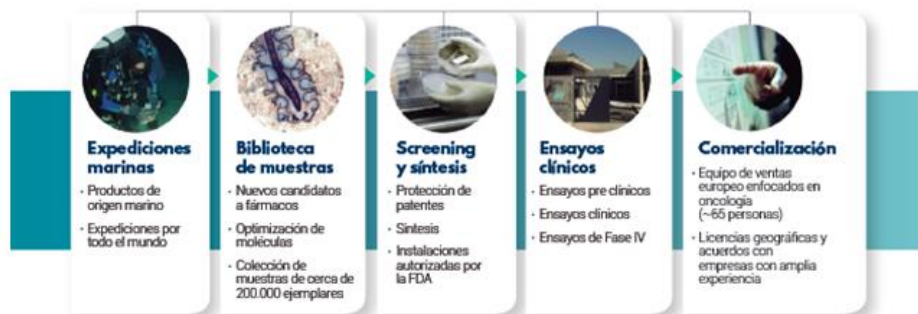 Expediciones
marinas
· Productos de
origen marino
· Expediciones por
todo el mundo
Biblioteca
de muestras
· Nuevos candidatos
a fármacos
· Optimización de
moléculas
· Colección de
muestras de cerca de
200.000 ejemplares
Screening
y síntesis
· Protección de
patentes
· Síntesis
· Instalaciones
autorizadas por
la FDA
Ensayos
clínicos
· Ensayos pre clínicos
· Ensayos clínicos
· Ensayos de Fase IV
Comercialización
· Equipo de ventas
europeo enfocados en
oncología
(~65 personas)
· Licencias geográficas y
acuerdos con
empresas con amplia
experiencia